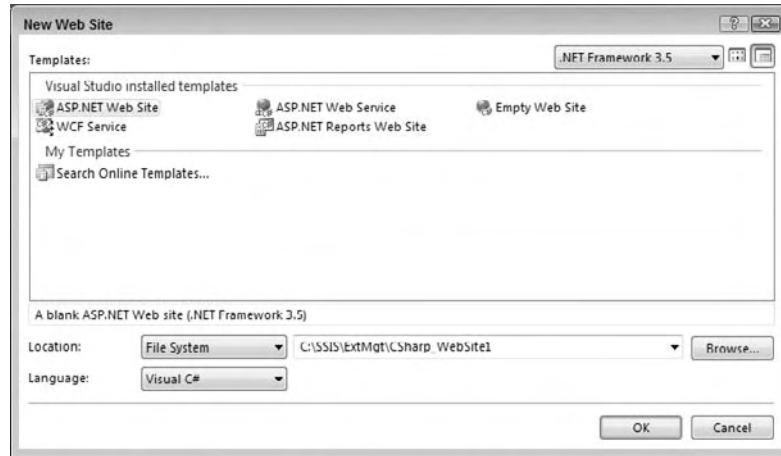 New Web Site
Templates:
.NET Framework 3.5
Visual Studio installed templates
ASP.NET Web Site
ASP.NET Web Service
Empty Web Site
WCF Service
ASP.NET Reports Web Site
My Templates
Search Online Templates...
A blank ASP.NET Web site (.NET Framework 3.5)
Location:
File System
C:\SSIS\ExtMgt\CSharp_WebSite1
Browse...
Language:
Visual C#
OK
Cancel